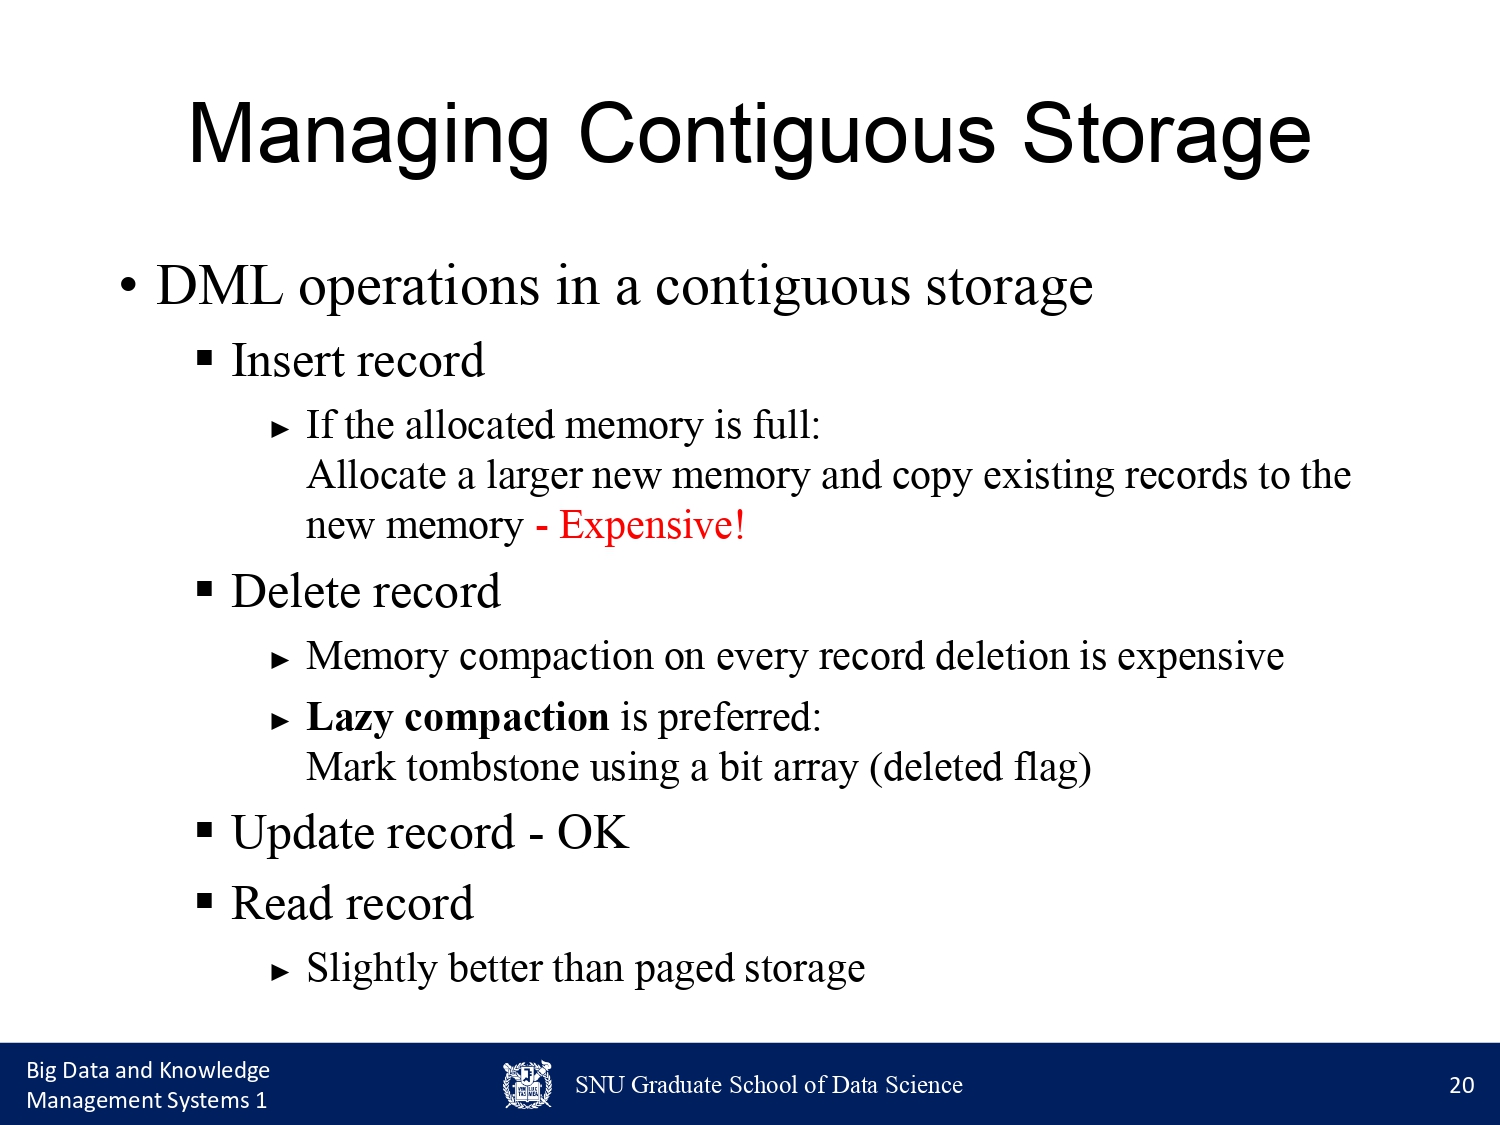 Managing Contiguous Storage
• DML operations in a contiguous storage
▪ Insert record
► If the allocated memory is full:
Allocate a larger new memory and copy existing records to the
new memory - Expensive!
▪ Delete record
► Memory compaction on every record deletion is expensive
► Lazy compaction is preferred:
Mark tombstone using a bit array (deleted flag)
▪ Update record - OK
▪ Read record
► Slightly better than paged storage
Big Data and Knowledge
Management Systems 1
SNU Graduate School of Data Science
20